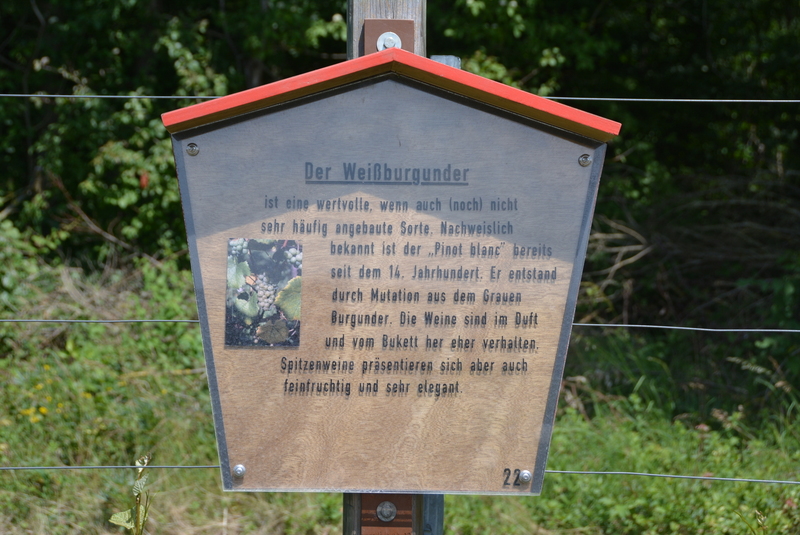 Der Weißburgunder
ist eine wertvolle, wenn auch (noch) nicht
sehr häufig angebaute Sorte. Nachweislich
bekannt ist der „Pinot blanc" bereits
seit dem 14. Jahrhundert. Er entstand
durch Mutation aus dem Grauen
Burgunder. Die Weine sind im Duft
und vom Bukett her eher verhalten.
Spitzenweine präsentieren sich aber auch
feinfruchtig und sehr elegant.
22